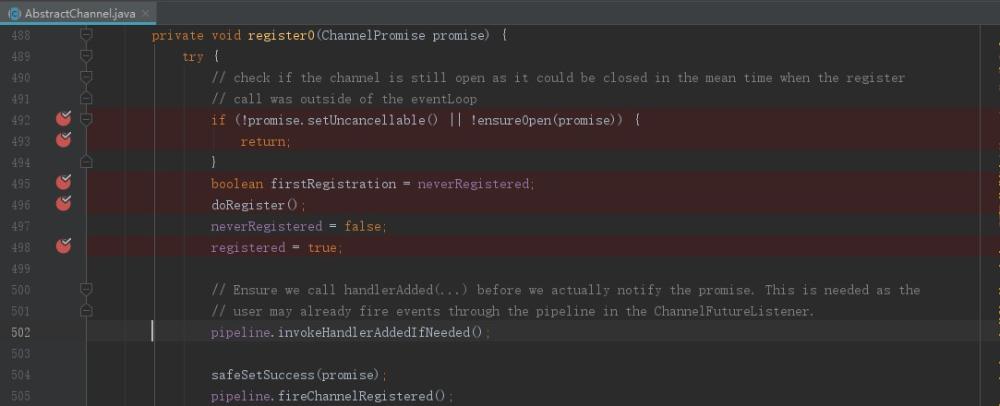 AbstractChannel.java
488 private void register0(ChannelPromise promise) {
489 try {
490 // check if the channel is still open as it could be closed in the mean time when the register
491 // call was outside of the eventLoop
492 if (!promise.setUncancellable() || !ensureOpen(promise)) {
493 return;
494 }
495 boolean firstRegistration = neverRegistered;
496 doRegister();
497 neverRegistered = false;
498 registered = true;
499
500 // Ensure we call handlerAdded(...) before we actually notify the promise. This is needed as the
501 // user may already fire events through the pipeline in the ChannelFutureListener.
502 pipeline.invokeHandlerAddedIfNeeded();
503
504 safeSetSuccess(promise);
505 pipeline.fireChannelRegistered();